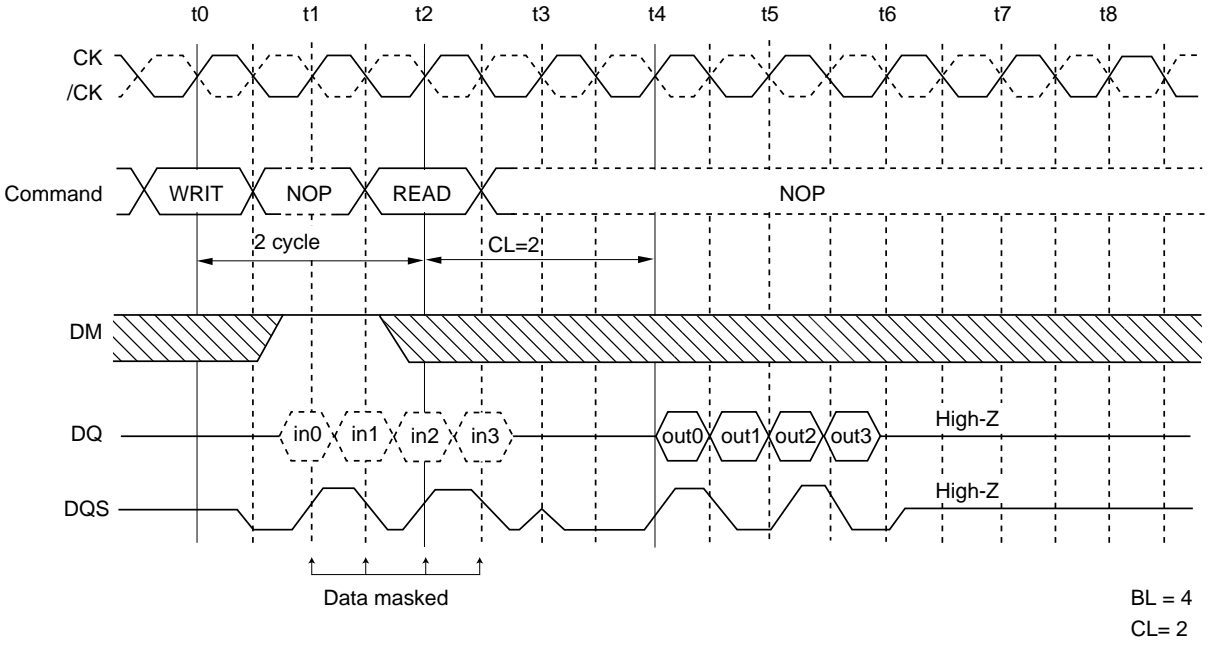 t0 t1 t2 t3 t4 t5 t6 t7 t8
CK
/CK
Command WRIT NOP READ NOP
2 cycle CL=2
DM
DQ in0 in1 in2 in3 out0 out1 out2 out3 High-Z
DQS High-Z
Data masked
BL = 4
CL= 2